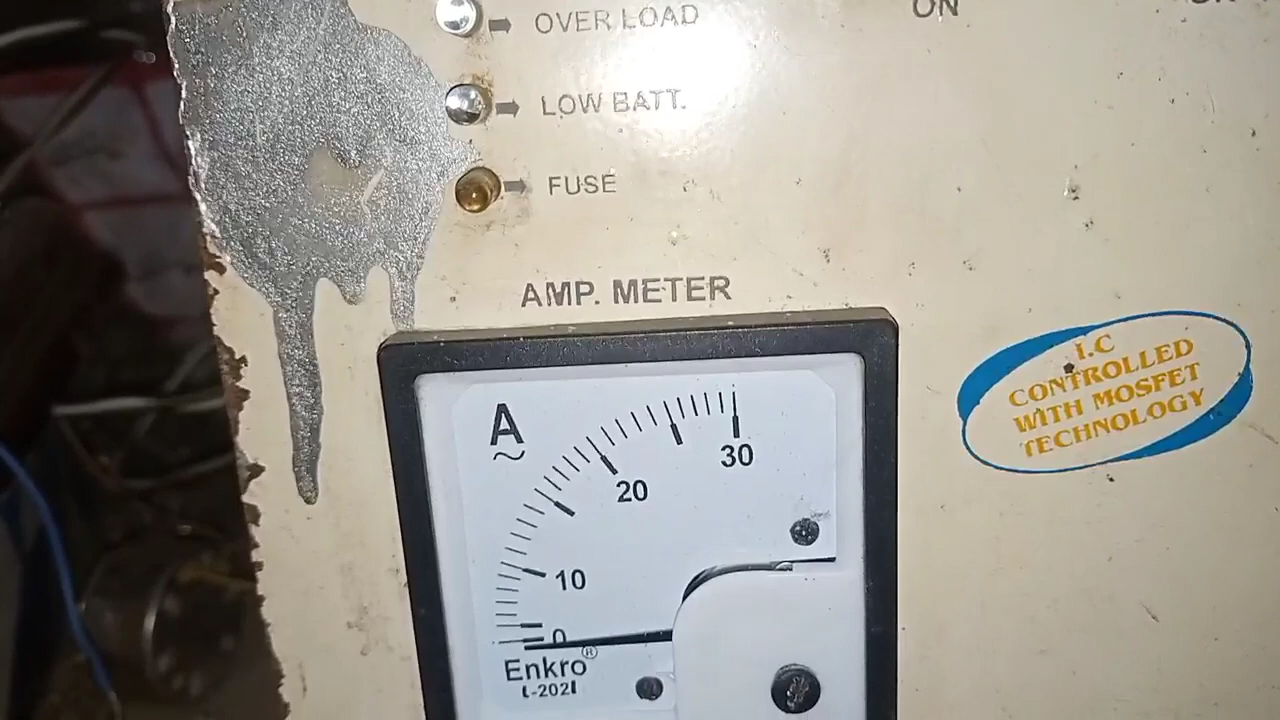 OVER LOAD
ON
LOW BATT.
FUSE
AMP. METER
I.C
CONTROLLED
WITH MOSFET
TECHNOLOGY
A
~
30
20
10
0
Enkro®